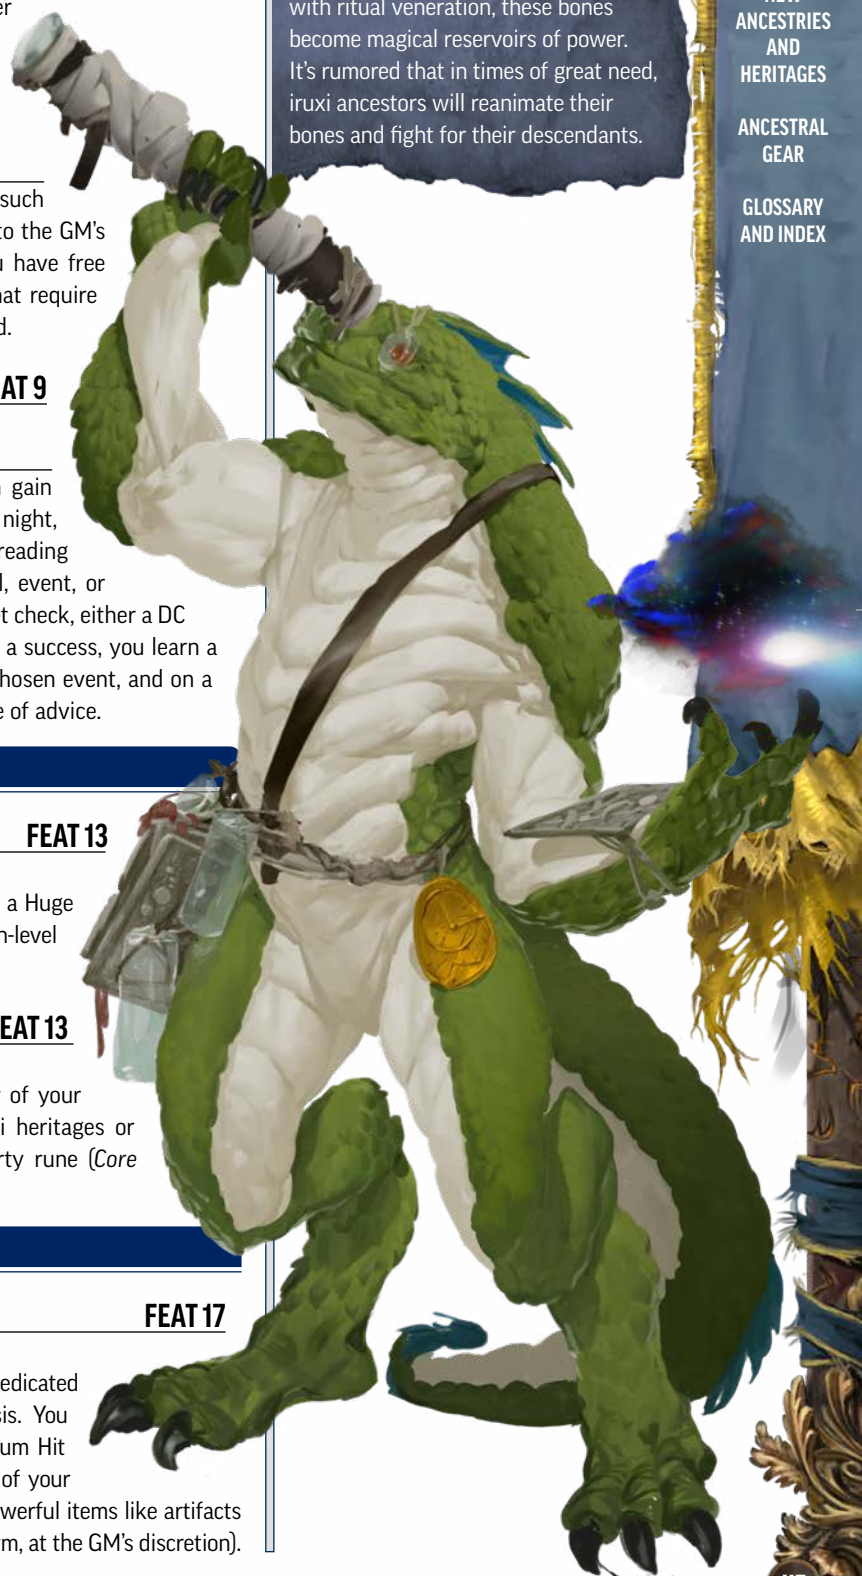 with ritual veneration, these bones
become magical reservoirs of power.
It's rumored that in times of great need,
iruxi ancestors will reanimate their
bones and fight for their descendants.
such
to the GM's
have free
hat require
d.
AT 9
gain
night,
reading
, event, or
t check, either a DC
a success, you learn a
hosen event, and on a
e of advice.
FEAT 13
a Huge
h-level
EAT 13
of your
i heritages or
rty rune (Core
FEAT 17
edicated
sis. You
um Hit
of your
werful items like artifacts
rm, at the GM's discretion).
ANCESTRIES
AND
HERITAGES
ANCESTRAL
GEAR
GLOSSARY
AND INDEX